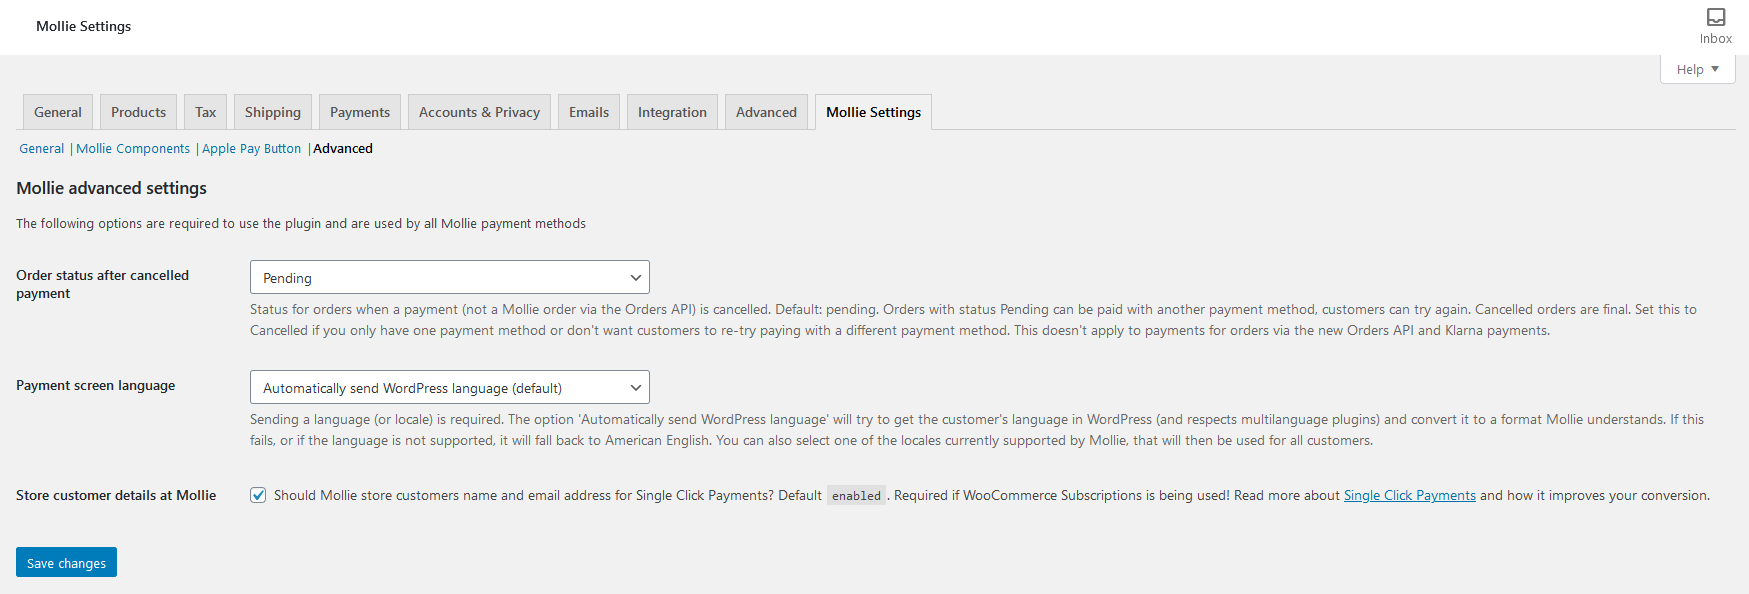 Mollie Settings
Inbox
Help
General Products Tax Shipping Payments Accounts & Privacy Emails Integration Advanced Mollie Settings
General | Mollie Components | Apple Pay Button | Advanced
Mollie advanced settings
The following options are required to use the plugin and are used by all Mollie payment methods
Order status after cancelled
payment
Pending
Status for orders when a payment (not a Mollie order via the Orders API) is cancelled. Default: pending. Orders with status Pending can be paid with another payment method, customers can try again. Cancelled orders are final. Set this to
Cancelled if you only have one payment method or don't want customers to re-try paying with a different payment method. This doesn't apply to payments for orders via the new Orders API and Klarna payments.
Payment screen language
Automatically send WordPress language (default)
Sending a language (or locale) is required. The option 'Automatically send WordPress language' will try to get the customer's language in WordPress (and respects multilanguage plugins) and convert it to a format Mollie understands. If this
fails, or if the language is not supported, it will fall back to American English. You can also select one of the locales currently supported by Mollie, that will then be used for all customers.
Store customer details at Mollie
Should Mollie store customers name and email address for Single Click Payments? Default enabled. Required if WooCommerce Subscriptions is being used! Read more about Single Click Payments and how it improves your conversion.
Save changes